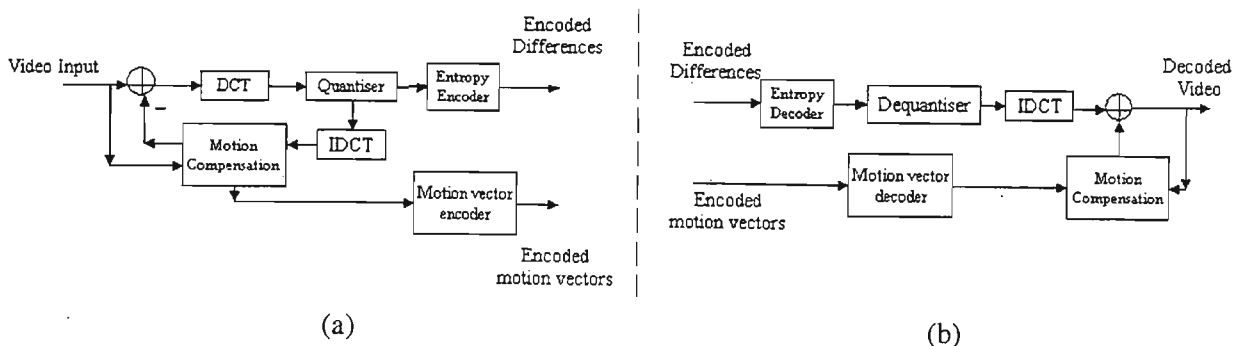 Encoded
Differences
Video Input
DCT
Quantiser
Entropy
Encoder
−
IDCT
Motion
Compensation
Motion vector
encoder
Encoded
motion vectors
(a)
Encoded
Differences
Decoded
Video
Entropy
Decoder
Dequantiser
IDCT
Motion vector
decoder
Motion
Compensation
Encoded
motion vectors
(b)